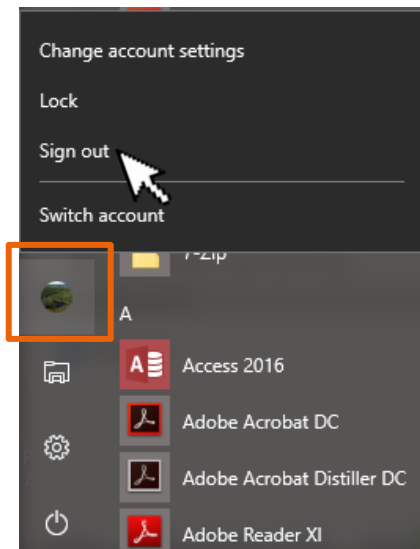 Change account settings
Lock
Sign out
Switch account
7-Zip
A
Access 2016
Adobe Acrobat DC
Adobe Acrobat Distiller DC
Adobe Reader XI